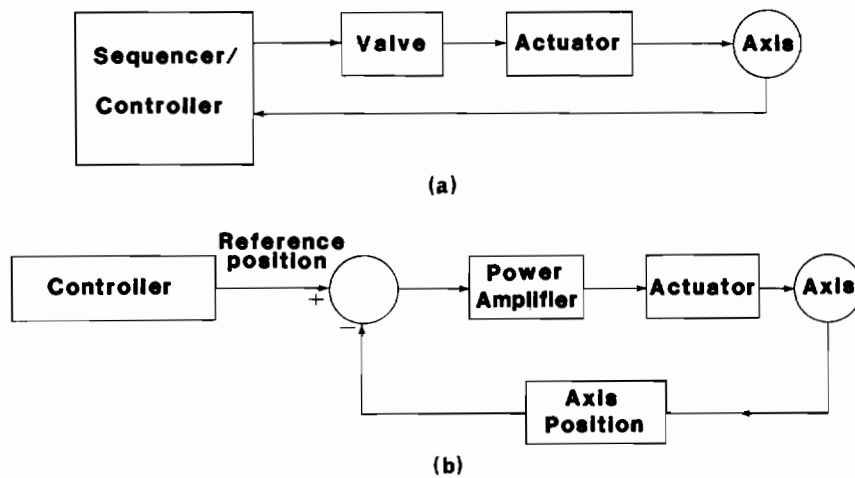 Sequencer/
Controller
Valve
Actuator
Axis
(a)
Reference
position
Controller
+
−
Power
Amplifier
Actuator
Axis
Axis
Position
(b)